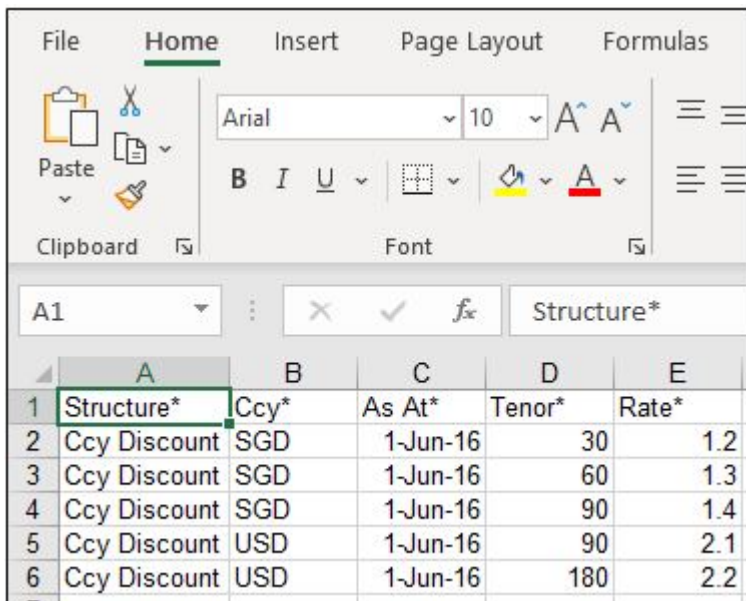 File Home Insert Page Layout Formulas
Arial 10 A A
Paste
B I U A
Clipboard Font
A1 fx Structure*
A B C D E
1 Structure* Ccy* As At* Tenor* Rate*
2 Ccy Discount SGD 1-Jun-16 30 1.2
3 Ccy Discount SGD 1-Jun-16 60 1.3
4 Ccy Discount SGD 1-Jun-16 90 1.4
5 Ccy Discount USD 1-Jun-16 90 2.1
6 Ccy Discount USD 1-Jun-16 180 2.2